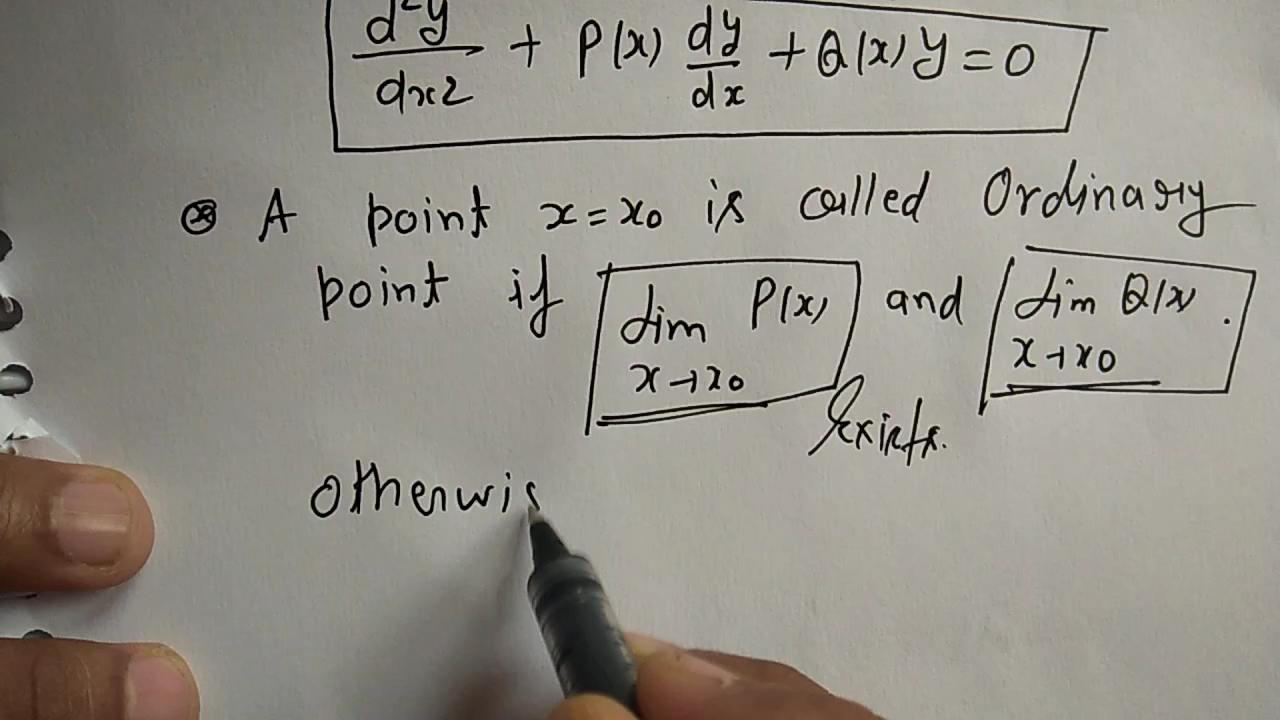 d²y/dx2 + P(x) dy/dx + Q(x) y = 0
A point x = x0 is called Ordinary
point if lim x→x0 P(x) and lim x→x0 Q(x) .
exists.
otherwis